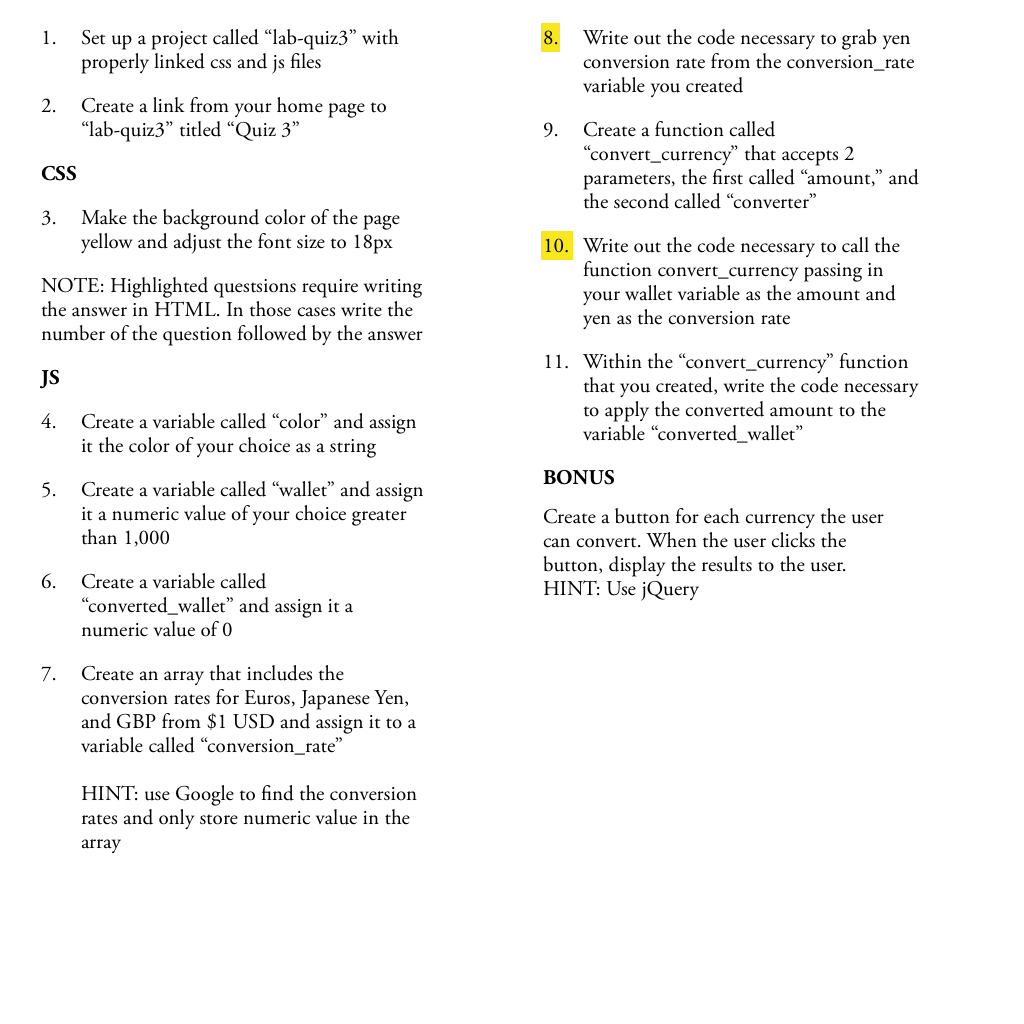 1. Set up a project called “lab-quiz3” with
properly linked css and js files
2. Create a link from your home page to
“lab-quiz3” titled “Quiz 3”
CSS
3. Make the background color of the page
yellow and adjust the font size to 18px
NOTE: Highlighted questsions require writing
the answer in HTML. In those cases write the
number of the question followed by the answer
JS
4. Create a variable called “color” and assign
it the color of your choice as a string
5. Create a variable called “wallet” and assign
it a numeric value of your choice greater
than 1,000
6. Create a variable called
“converted_wallet” and assign it a
numeric value of 0
7. Create an array that includes the
conversion rates for Euros, Japanese Yen,
and GBP from $1 USD and assign it to a
variable called “conversion_rate”
HINT: use Google to find the conversion
rates and only store numeric value in the
array
8. Write out the code necessary to grab yen
conversion rate from the conversion_rate
variable you created
9. Create a function called
“convert_currency” that accepts 2
parameters, the first called “amount,” and
the second called “converter”
10. Write out the code necessary to call the
function convert_currency passing in
your wallet variable as the amount and
yen as the conversion rate
11. Within the “convert_currency” function
that you created, write the code necessary
to apply the converted amount to the
variable “converted_wallet”
BONUS
Create a button for each currency the user
can convert. When the user clicks the
button, display the results to the user.
HINT: Use jQuery